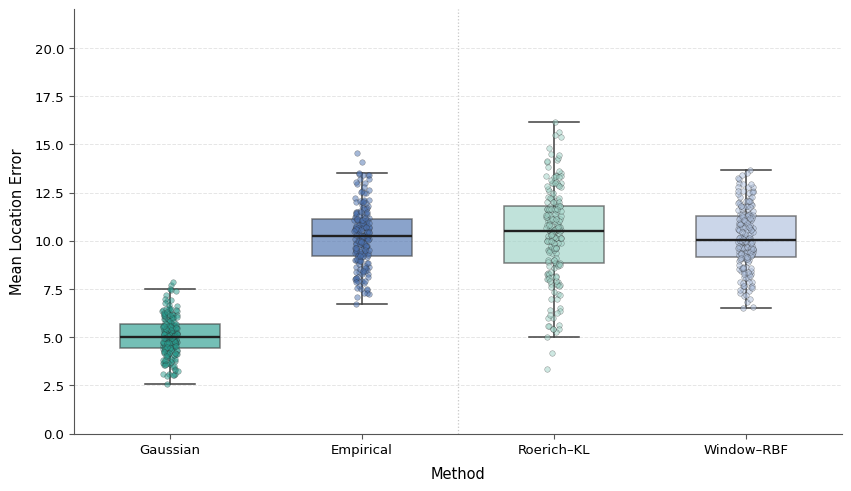 Mean Location Error
20.0
17.5
15.0
12.5
10.0
7.5
5.0
2.5
0.0
Gaussian
Empirical
Roerich–KL
Window–RBF
Method